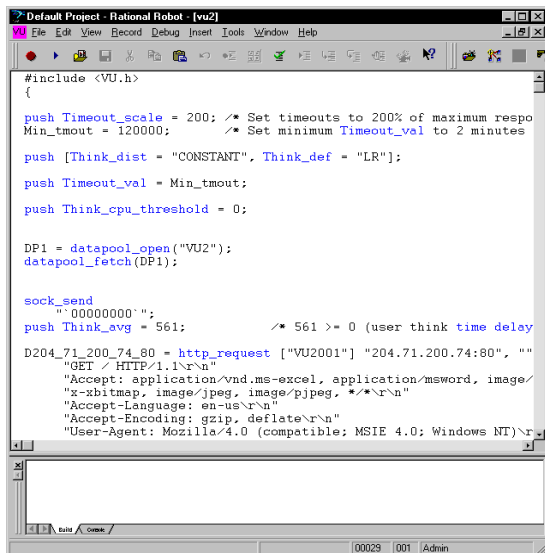 Default Project - Rational Robot - [vu2]
VU File Edit View Record Debug Insert Tools Window Help
#include <VU.h>
{
push Timeout_scale = 200; /* Set timeouts to 200% of maximum respo
Min_tmout = 120000; /* Set minimum Timeout_val to 2 minutes
push [Think_dist = "CONSTANT", Think_def = "LR"];
push Timeout_val = Min_tmout;
push Think_cpu_threshold = 0;
DP1 = datapool_open("VU2");
datapool_fetch(DP1);
sock_send
"`00000000`";
push Think_avg = 561; /* 561 >= 0 (user think time delay
D204_71_200_74_80 = http_request ["VU2001"] "204.71.200.74:80", ""
"GET / HTTP/1.1\r\n"
"Accept: application/vnd.ms-excel, application/msword, image/
"x-xbitmap, image/jpeg, image/pjpeg, */*\r\n"
"Accept-Language: en-us\r\n"
"Accept-Encoding: gzip, deflate\r\n"
"User-Agent: Mozilla/4.0 (compatible; MSIE 4.0; Windows NT)\r
Build Console
00029 001 Admin